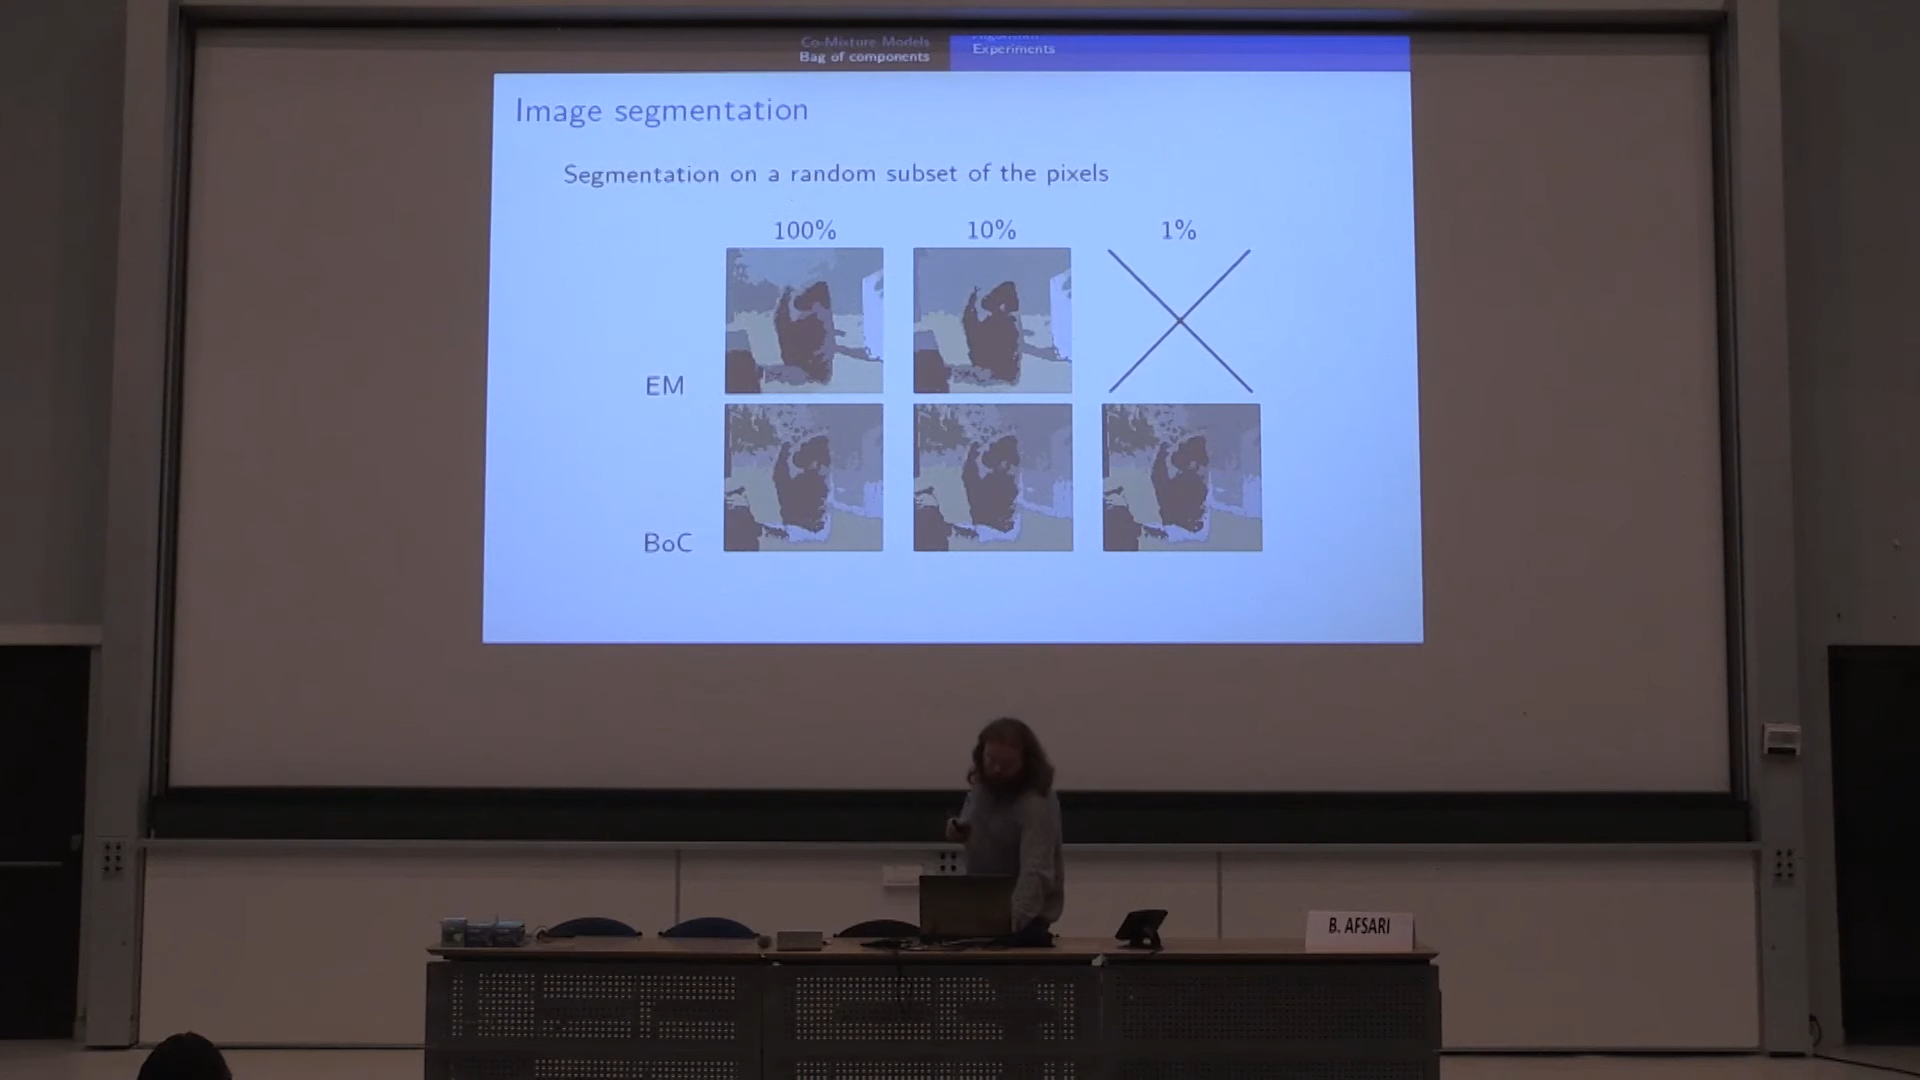 Co-Mixture Models
Bag of components
Experiments
Image segmentation
Segmentation on a random subset of the pixels
100% 10% 1%
EM
BoC
B. AFSARI